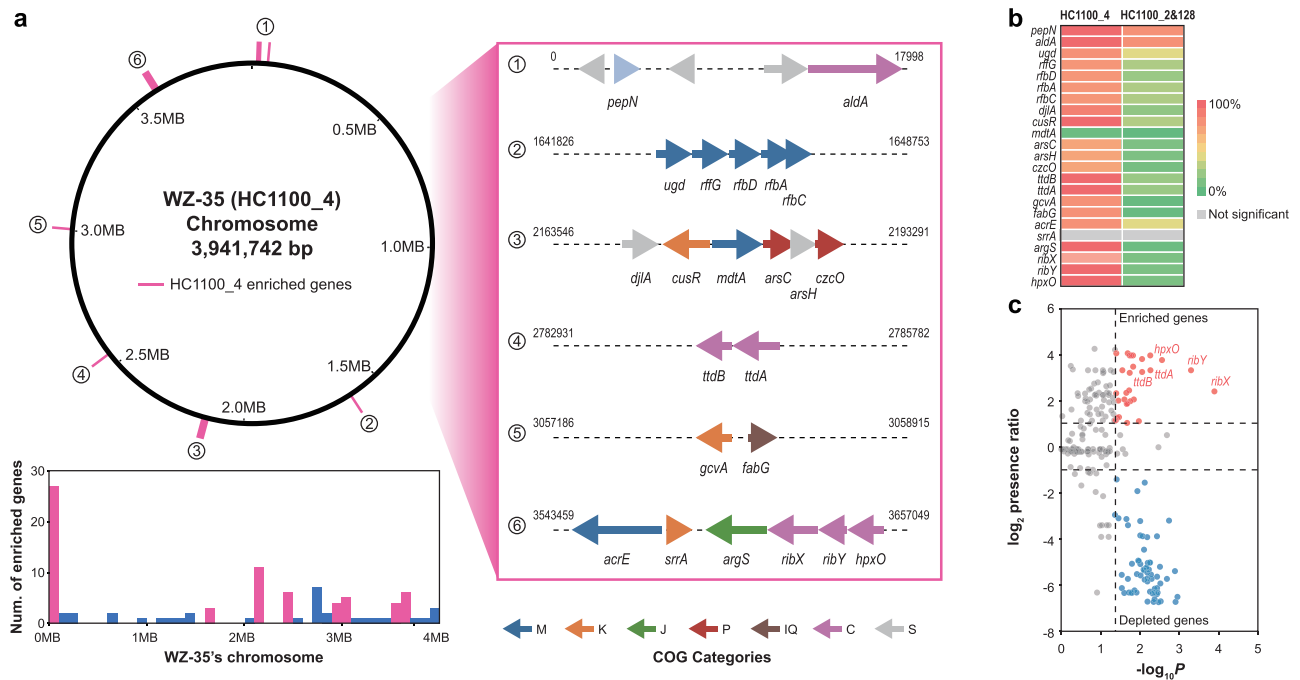 a
①
⑥
3.5MB
0.5MB
WZ-35 (HC1100_4)
Chromosome
3,941,742 bp
HC1100_4 enriched genes
⑤
3.0MB
1.0MB
④
2.5MB
1.5MB
2.0MB
②
③
Num. of enriched genes
30
20
10
0
0MB 1MB 2MB 3MB 4MB
WZ-35's chromosome
① 0 17998
pepN aldA
② 1641826 1648753
ugd rffG rfbD rfbA
rfbC
③ 2163546 2193291
djlA cusR mdtA arsC czcO
arsH
④ 2782931 2785782
ttdB ttdA
⑤ 3057186 3058915
gcvA fabG
⑥ 3543459 3657049
acrE srrA argS ribX ribY hpxO
M K J P IQ C S
COG Categories
b
HC1100_4 HC1100_2&128
pepN
aldA
ugd
rffG
rfbD
rfbA
rfbC
djlA
cusR
mdtA
arsC
arsH
czcO
ttdB
ttdA
gcvA
fabG
acrE
srrA
argS
ribX
ribY
hpxO
100%
0%
Not significant
c
log2 presence ratio
6
4
2
0
-2
-4
-6
-8
Enriched genes
hpxO
ribY
ttdA
ttdB
ribX
Depleted genes
0 1 2 3 4 5
-log10P